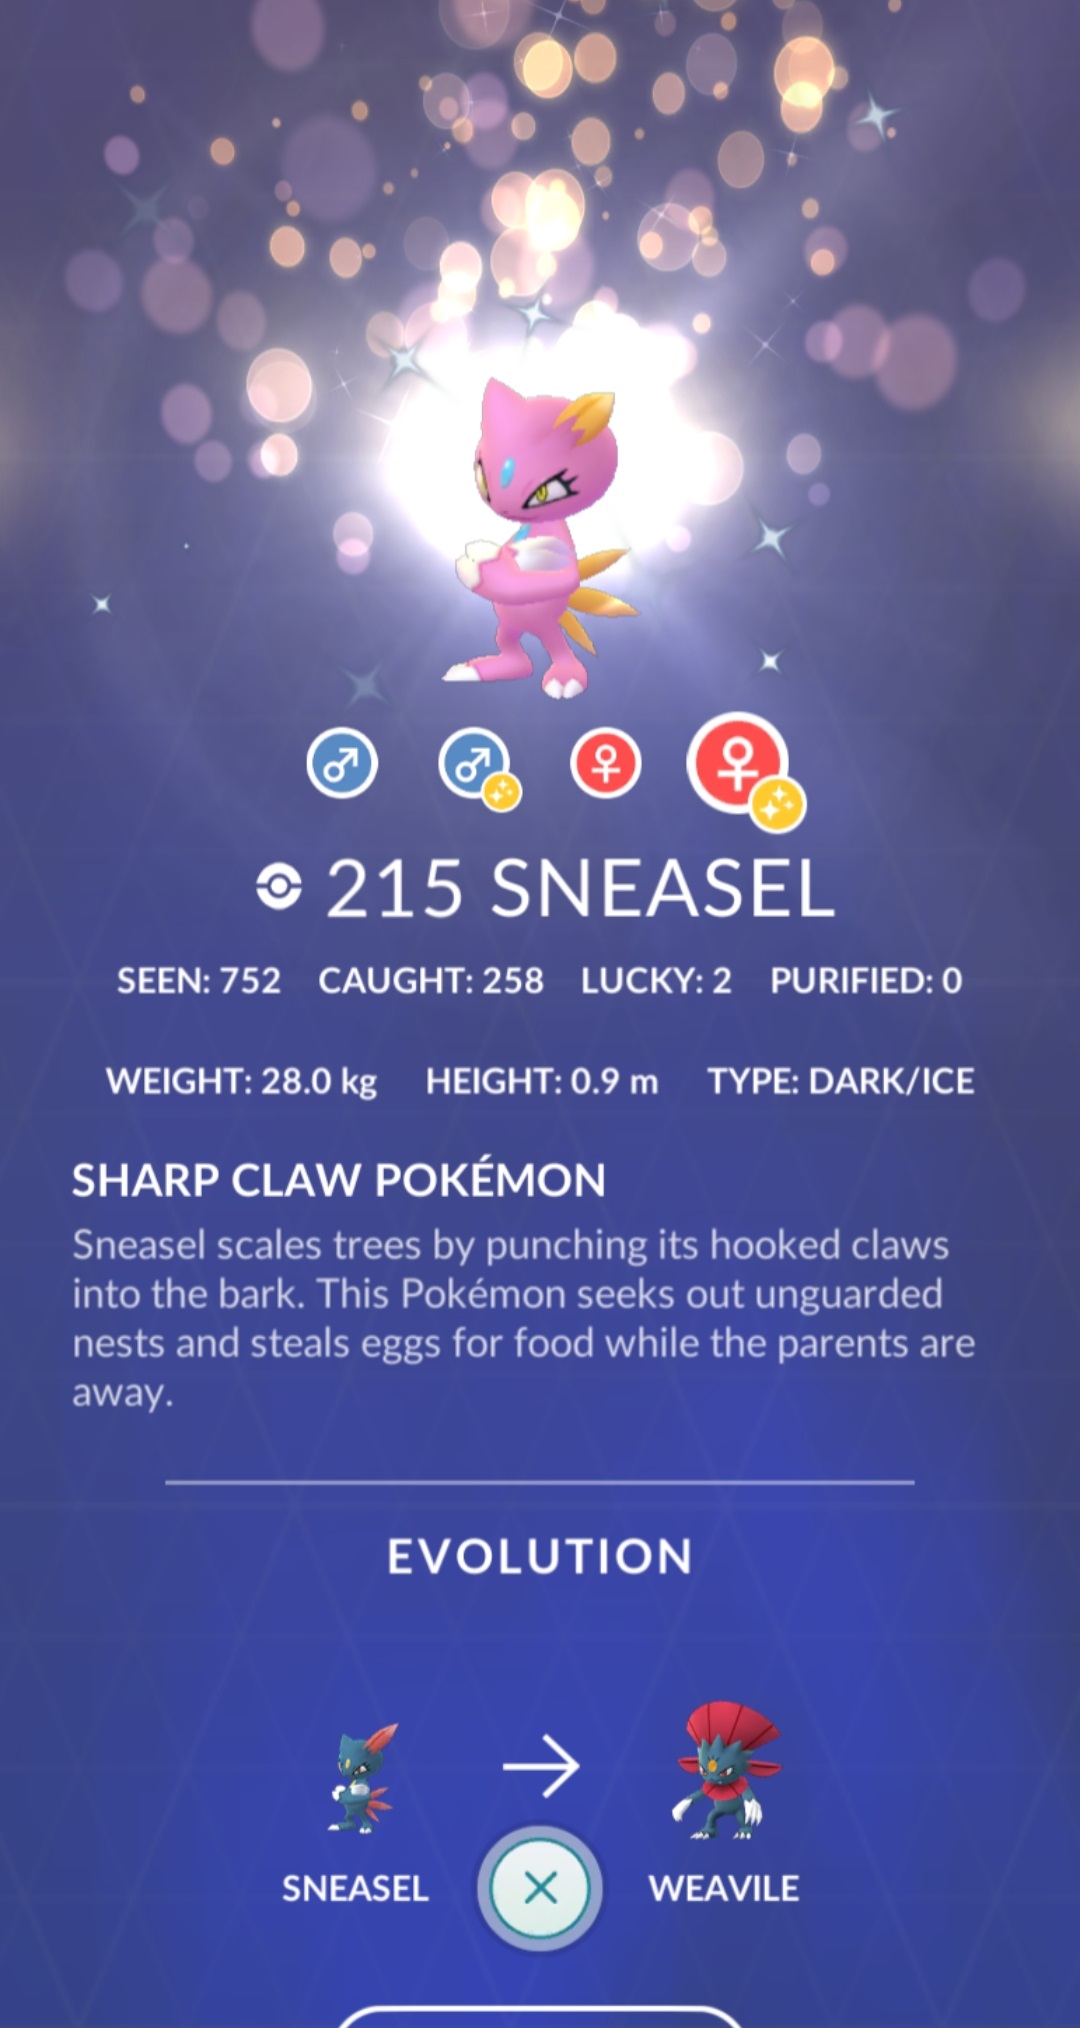 215 SNEASEL
SEEN: 752 CAUGHT: 258 LUCKY: 2 PURIFIED: 0
WEIGHT: 28.0 kg HEIGHT: 0.9 m TYPE: DARK/ICE
SHARP CLAW POKÉMON
Sneasel scales trees by punching its hooked claws
into the bark. This Pokémon seeks out unguarded
nests and steals eggs for food while the parents are
away.
EVOLUTION
SNEASEL WEAVILE